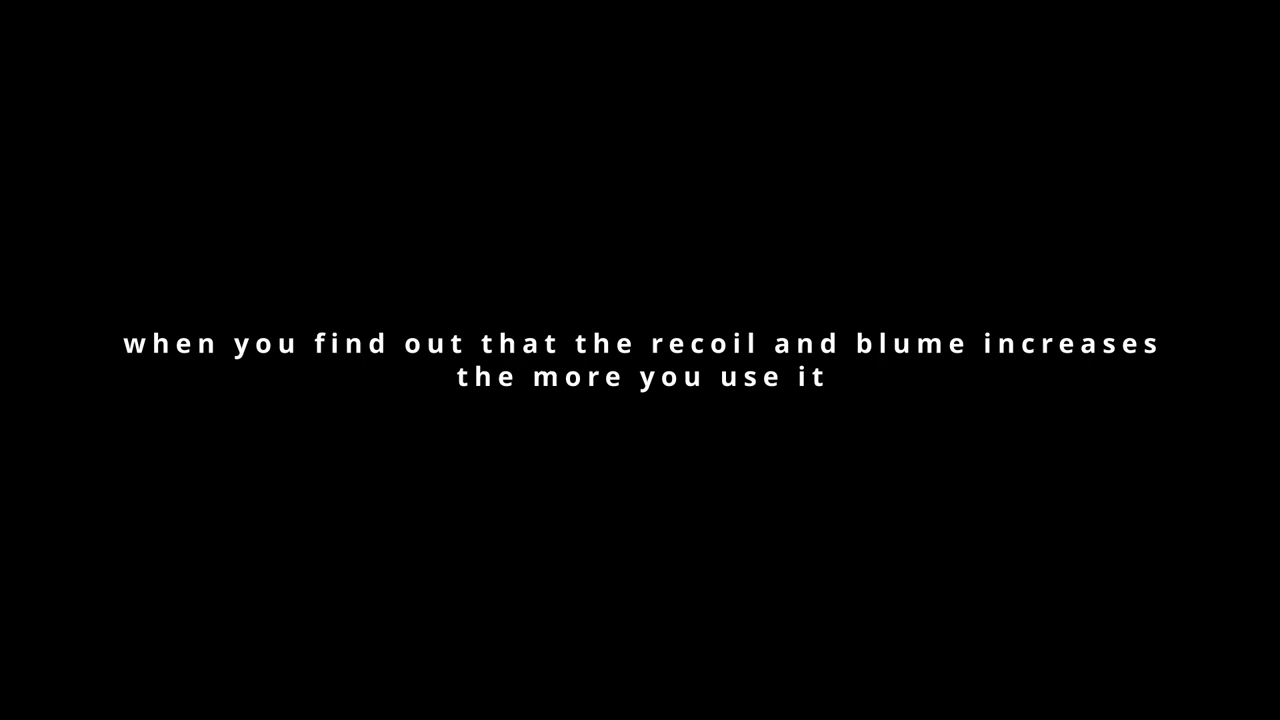 when you find out that the recoil and blume increases
the more you use it